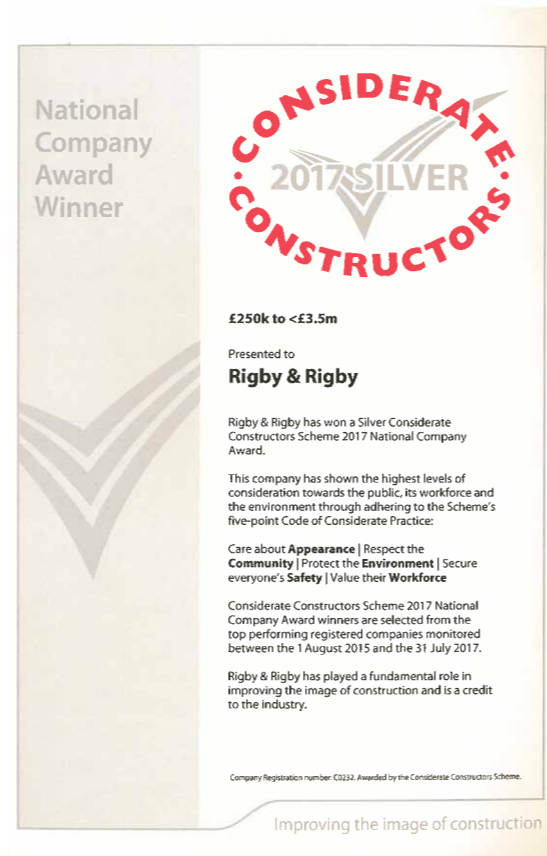 National
Company
Award
Winner
CONSIDERATE
2017 SILVER
CONSTRUCTORS
£250k to <£3.5m
Presented to
Rigby & Rigby
Rigby & Rigby has won a Silver Considerate
Constructors Scheme 2017 National Company
Award.
This company has shown the highest levels of
consideration towards the public, its workforce and
the environment through adhering to the Scheme's
five-point Code of Considerate Practice:
Care about Appearance | Respect the
Community | Protect the Environment | Secure
everyone's Safety | Value their Workforce
Considerate Constructors Scheme 2017 National
Company Award winners are selected from the
top performing registered companies monitored
between the 1 August 2015 and the 31 July 2017.
Rigby & Rigby has played a fundamental role in
improving the image of construction and is a credit
to the industry.
Company Registration number: C0232. Awarded by the Considerate Constructors Scheme.
Improving the image of construction